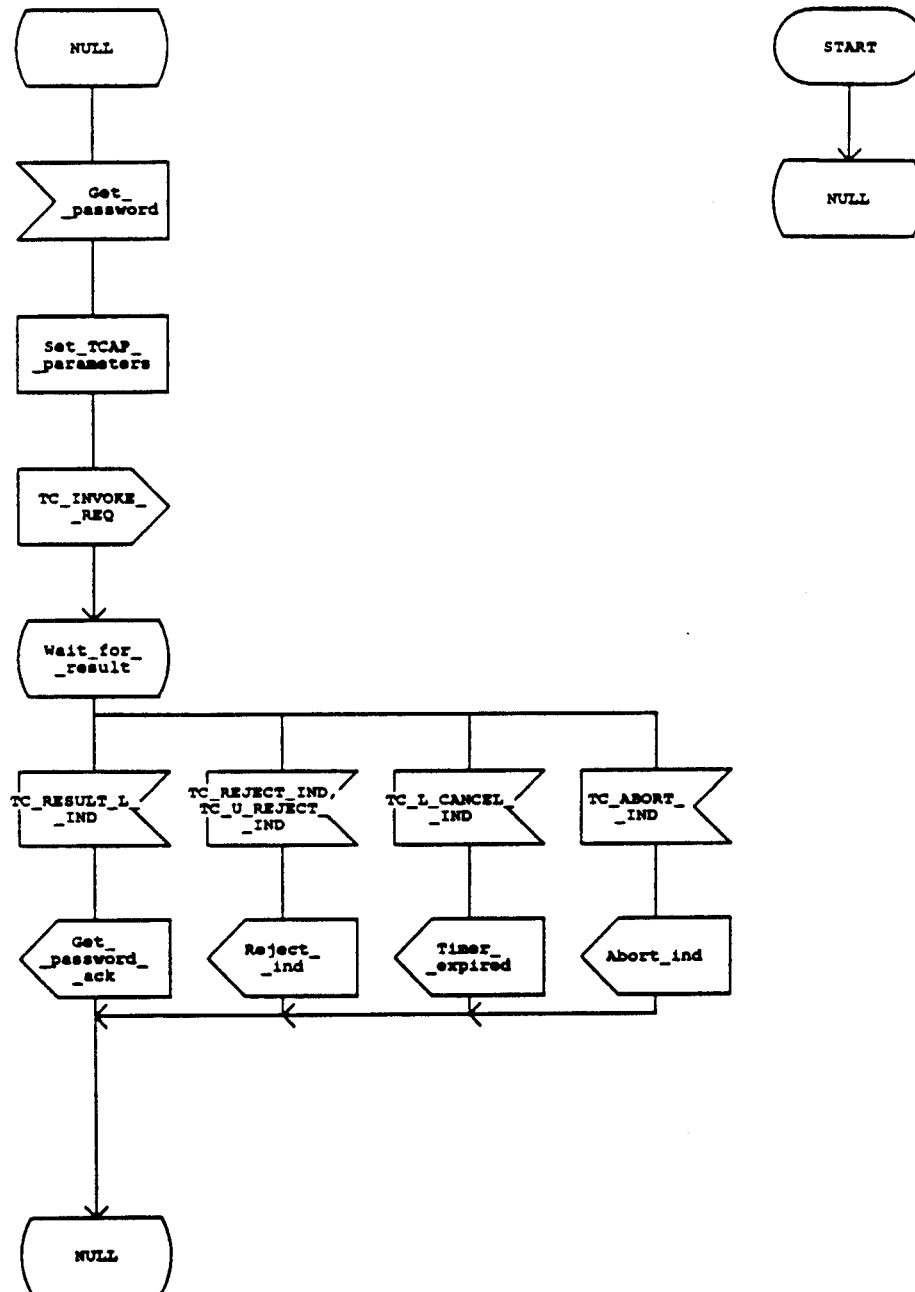 NULL
START
NULL
Get_
_password
Set_TCAP_
_parameters
TC_INVOKE_
_REQ
Wait_for_
_result
TC_RESULT_L_
_IND
TC_REJECT_IND,
TC_U_REJECT_
_IND
TC_L_CANCEL_
_IND
TC_ABORT_
_IND
Get_
_password_
_ack
Reject_
_ind
Timer_
_expired
Abort_ind
NULL